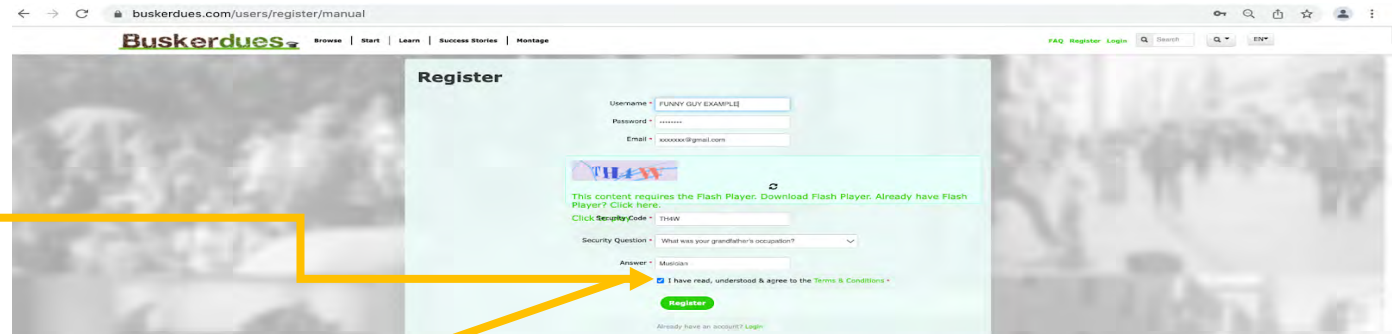 buskerdues.com/users/register/manual
Buskerdues
Browse | Start | Learn | Success Stories | Montage
FAQ Register Login Search EN
Register
Username * FUNNY GUY EXAMPLE
Password * ••••••••
Email * xxxxxxx@gmail.com
TH4W
This content requires the Flash Player. Download Flash Player. Already have Flash
Player? Click here.
Security Code * TH4W
Security Question * What was your grandfather's occupation?
Answer * Musician
I have read, understood & agree to the Terms & Conditions *
Register
Already have an account? Login